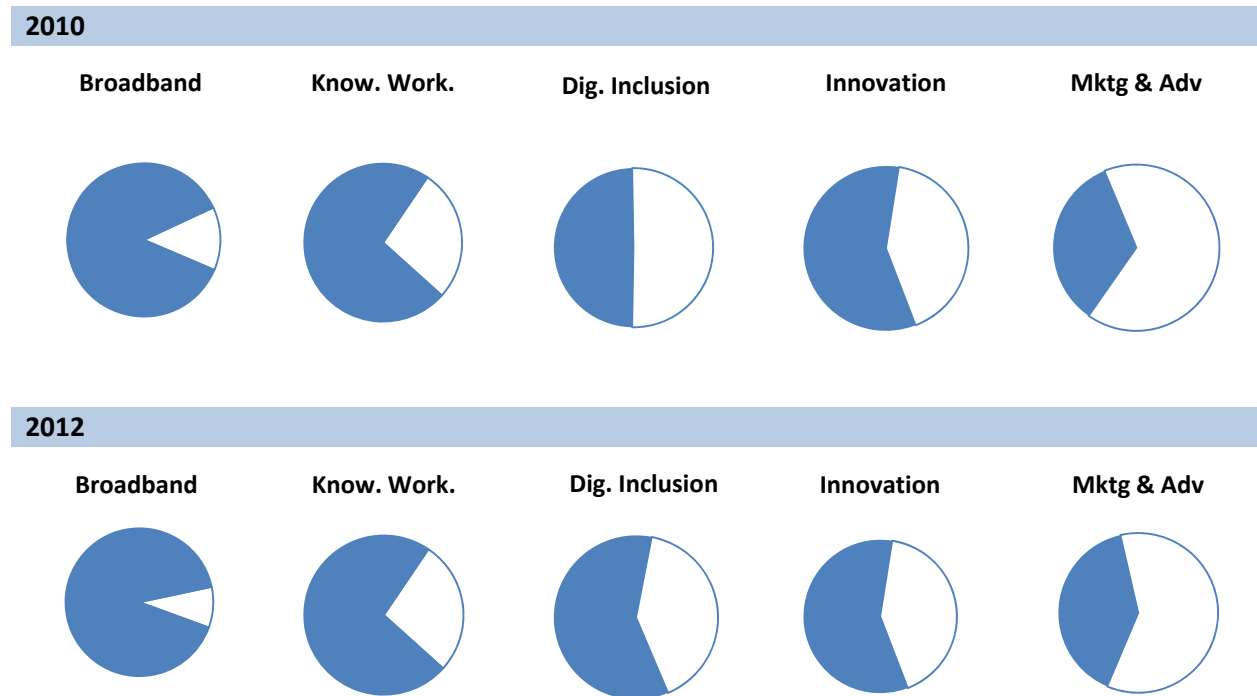 2010
Broadband Know. Work. Dig. Inclusion Innovation Mktg & Adv
2012
Broadband Know. Work. Dig. Inclusion Innovation Mktg & Adv